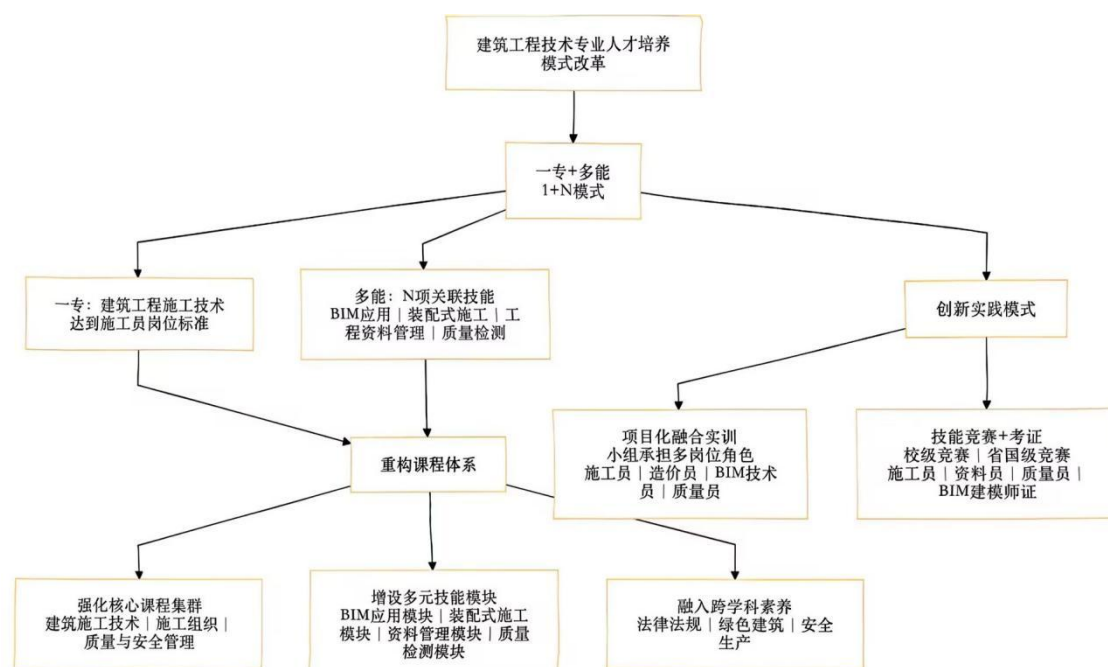 建筑工程技术专业人才培养
模式改革
一专+多能
1+N模式
一专：建筑工程施工技术
达到施工员岗位标准
多能：N项关联技能
BIM应用 | 装配式施工 | 工
程资料管理 | 质量检测
创新实践模式
重构课程体系
项目化融合实训
小组承担多岗位角色
施工员 | 造价员 | BIM技术
员 | 质量员
技能竞赛+考证
校级竞赛 | 省国级竞赛
施工员 | 资料员 | 质量员 |
BIM建模师证
强化核心课程集群
建筑施工技术 | 施工组织 |
质量与安全管理
增设多元技能模块
BIM应用模块 | 装配式施工
模块 | 资料管理模块 | 质量
检测模块
融入跨学科素养
法律法规 | 绿色建筑 | 安全
生产